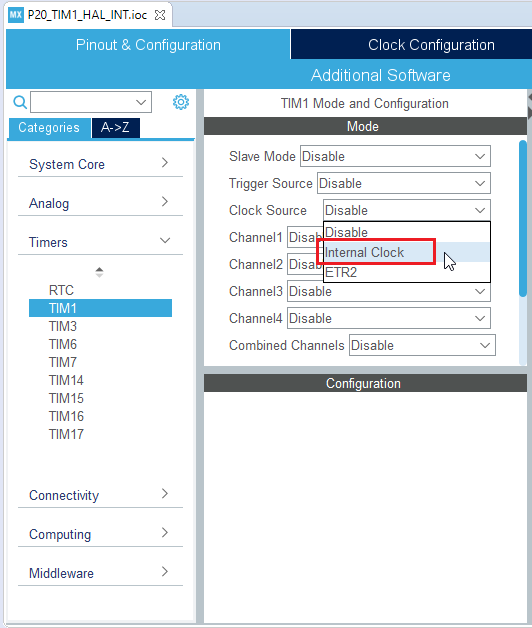 MX P20_TIM1_HAL_INT.ioc
Pinout & Configuration
Clock Configuration
Additional Software
Categories
A->Z
System Core
Analog
Timers
RTC
TIM1
TIM3
TIM6
TIM7
TIM14
TIM15
TIM16
TIM17
Connectivity
Computing
Middleware
TIM1 Mode and Configuration
Mode
Slave Mode Disable
Trigger Source Disable
Clock Source Disable
Disable
Internal Clock
ETR2
Channel1
Channel2
Channel3 Disable
Channel4 Disable
Combined Channels Disable
Configuration